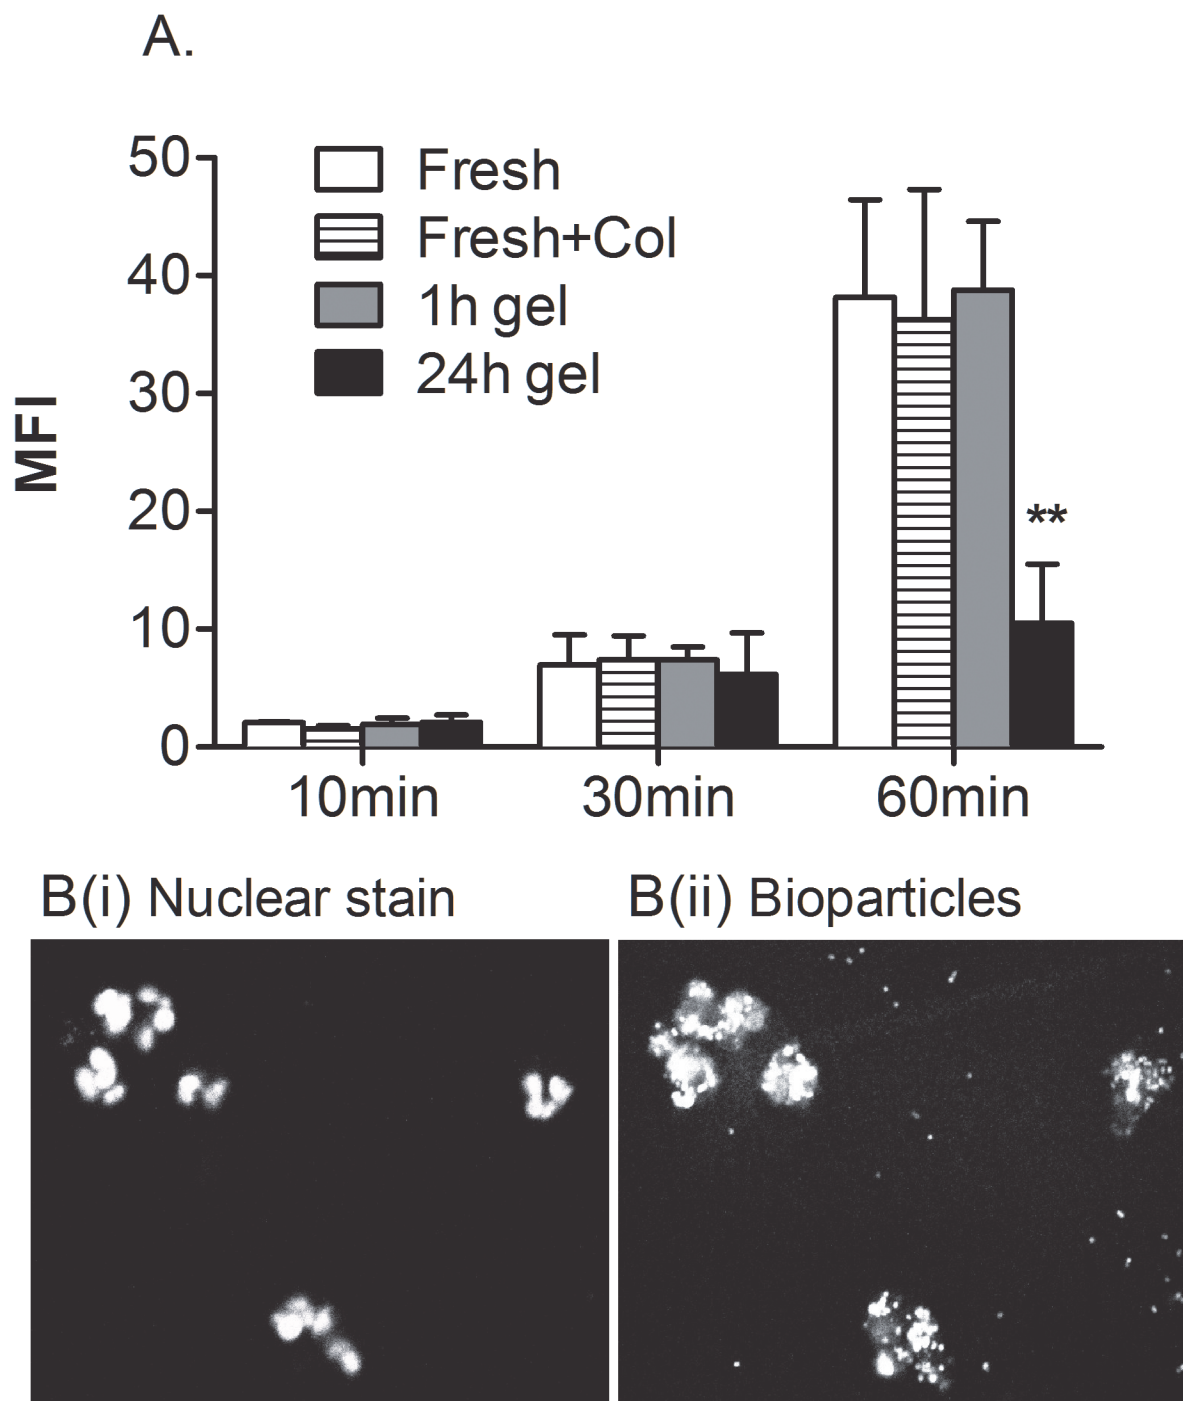 A.
50
40
30
20
10
0
MFI
Fresh
Fresh+Col
1h gel
24h gel
**
10min 30min 60min
B(i) Nuclear stain
B(ii) Bioparticles